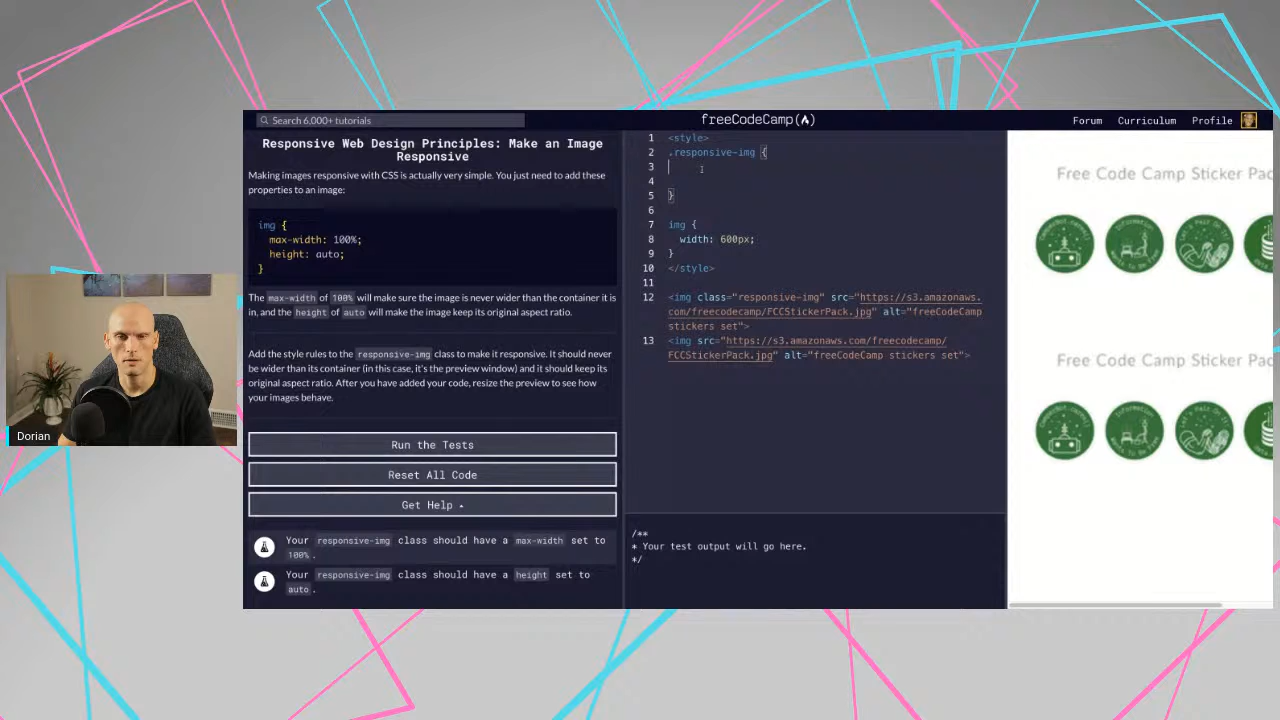 Search 6,000+ tutorials
freeCodeCamp
Forum
Curriculum
Profile
Responsive Web Design Principles: Make an Image
Responsive
Making images responsive with CSS is actually very simple. You just need to add these
properties to an image:
img {
max-width: 100%;
height: auto;
}
The max-width of 100% will make sure the image is never wider than the container it is
in, and the height of auto will make the image keep its original aspect ratio.
Add the style rules to the responsive-img class to make it responsive. It should never
be wider than its container (in this case, it's the preview window) and it should keep its
original aspect ratio. After you have added your code, resize the preview to see how
your images behave.
Run the Tests
Reset All Code
Get Help
Your responsive-img class should have a max-width set to
100%.
Your responsive-img class should have a height set to
auto.
1 <style>
2 .responsive-img {
3
4
5 }
6
7 img {
8 width: 600px;
9 }
10 </style>
11
12 <img class="responsive-img" src="https://s3.amazonaws.
com/freecodecamp/FCCStickerPack.jpg" alt="freeCodeCamp
stickers set">
13 <img src="https://s3.amazonaws.com/freecodecamp/
FCCStickerPack.jpg" alt="freeCodeCamp stickers set">
/**
* Your test output will go here.
*/
Free Code Camp Sticker Pac
Free Code Camp Sticker Pac
Dorian